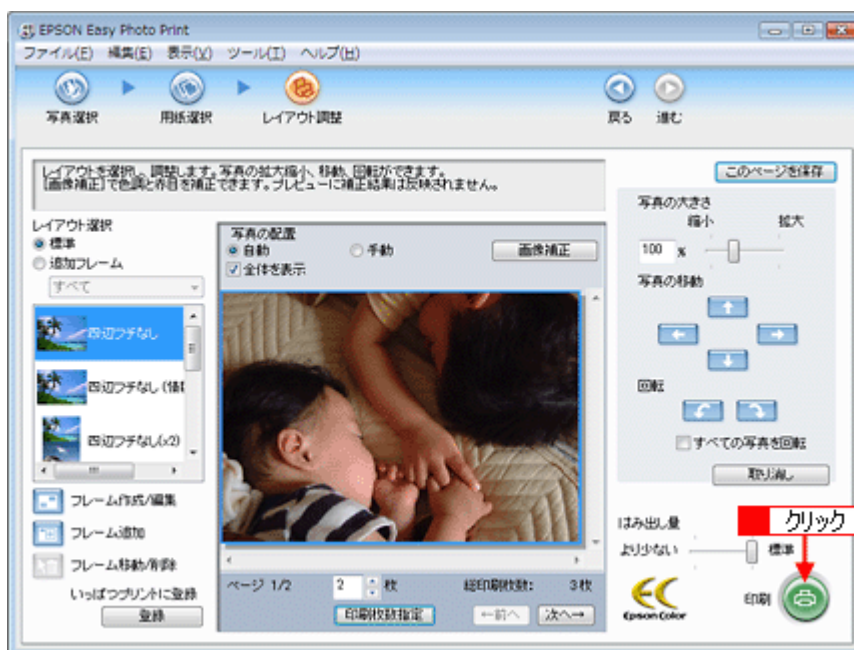 EPSON Easy Photo Print
ファイル(F) 編集(E) 表示(V) ツール(T) ヘルプ(H)
写真選択 用紙選択 レイアウト調整 戻る 進む
レイアウトを選択し、調整します。写真の拡大縮小、移動、回転ができます。
[画像補正]で色調と赤目を補正できます。プレビューに補正結果は反映されません。
このページを保存
レイアウト選択
標準
追加フレーム
すべて
四辺フチなし
四辺フチなし (情報
四辺フチなし(x2)
フレーム作成/編集
フレーム追加
フレーム移動/削除
いっぱつプリントに登録
登録
写真の配置
自動 手動 画像補正
全体を表示
ページ 1/2 2 枚 総印刷枚数: 3枚
印刷枚数指定 ←前へ 次へ→
写真の大きさ
縮小 拡大
100 %
写真の移動
回転
すべての写真を回転
取り消し
はみ出し量
クリック
より少ない 標準
Epson Color
印刷